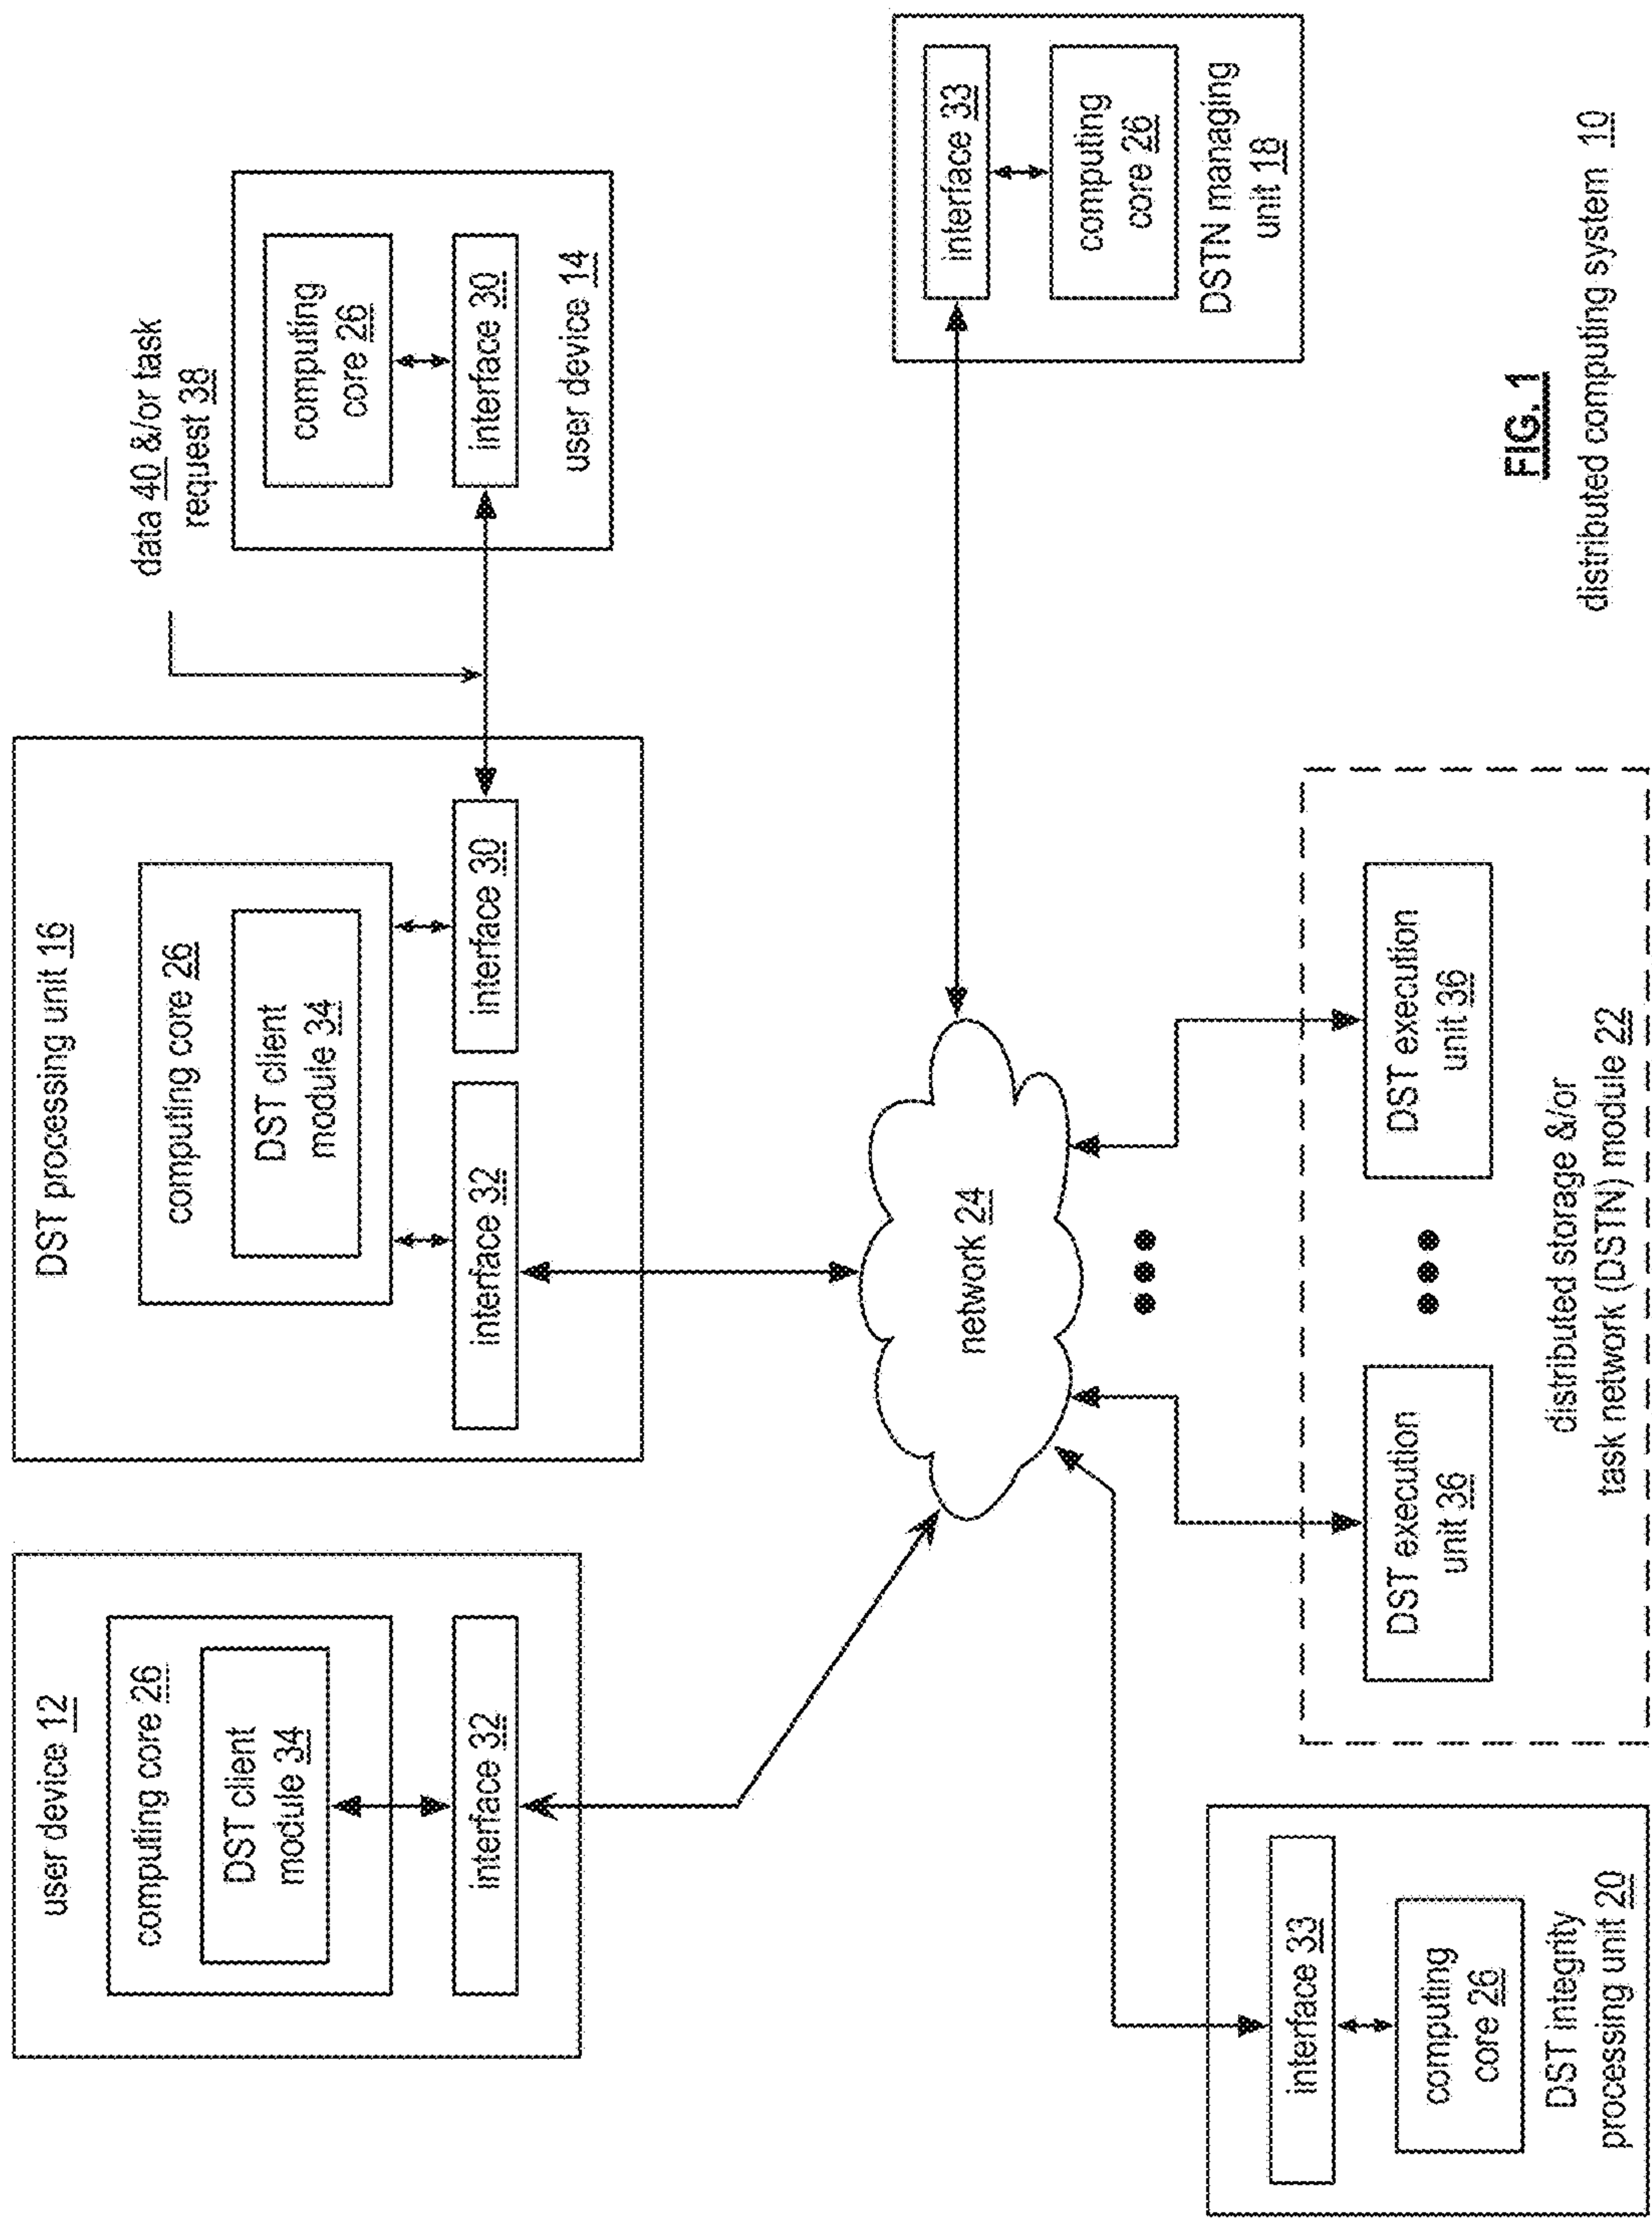 user device 12
computing core 26
DST client
module 34
interface 32
DST processing unit 16
computing core 26
DST client
module 34
interface 32
interface 30
data 40 &/or task
request 38
computing
core 26
interface 30
user device 14
network 24
interface 33
computing
core 26
DSTN managing
unit 18
interface 33
computing
core 26
DST integrity
processing unit 20
DST execution
unit 36
DST execution
unit 36
distributed storage &/or
task network (DSTN) module 22
FIG. 1
distributed computing system 10